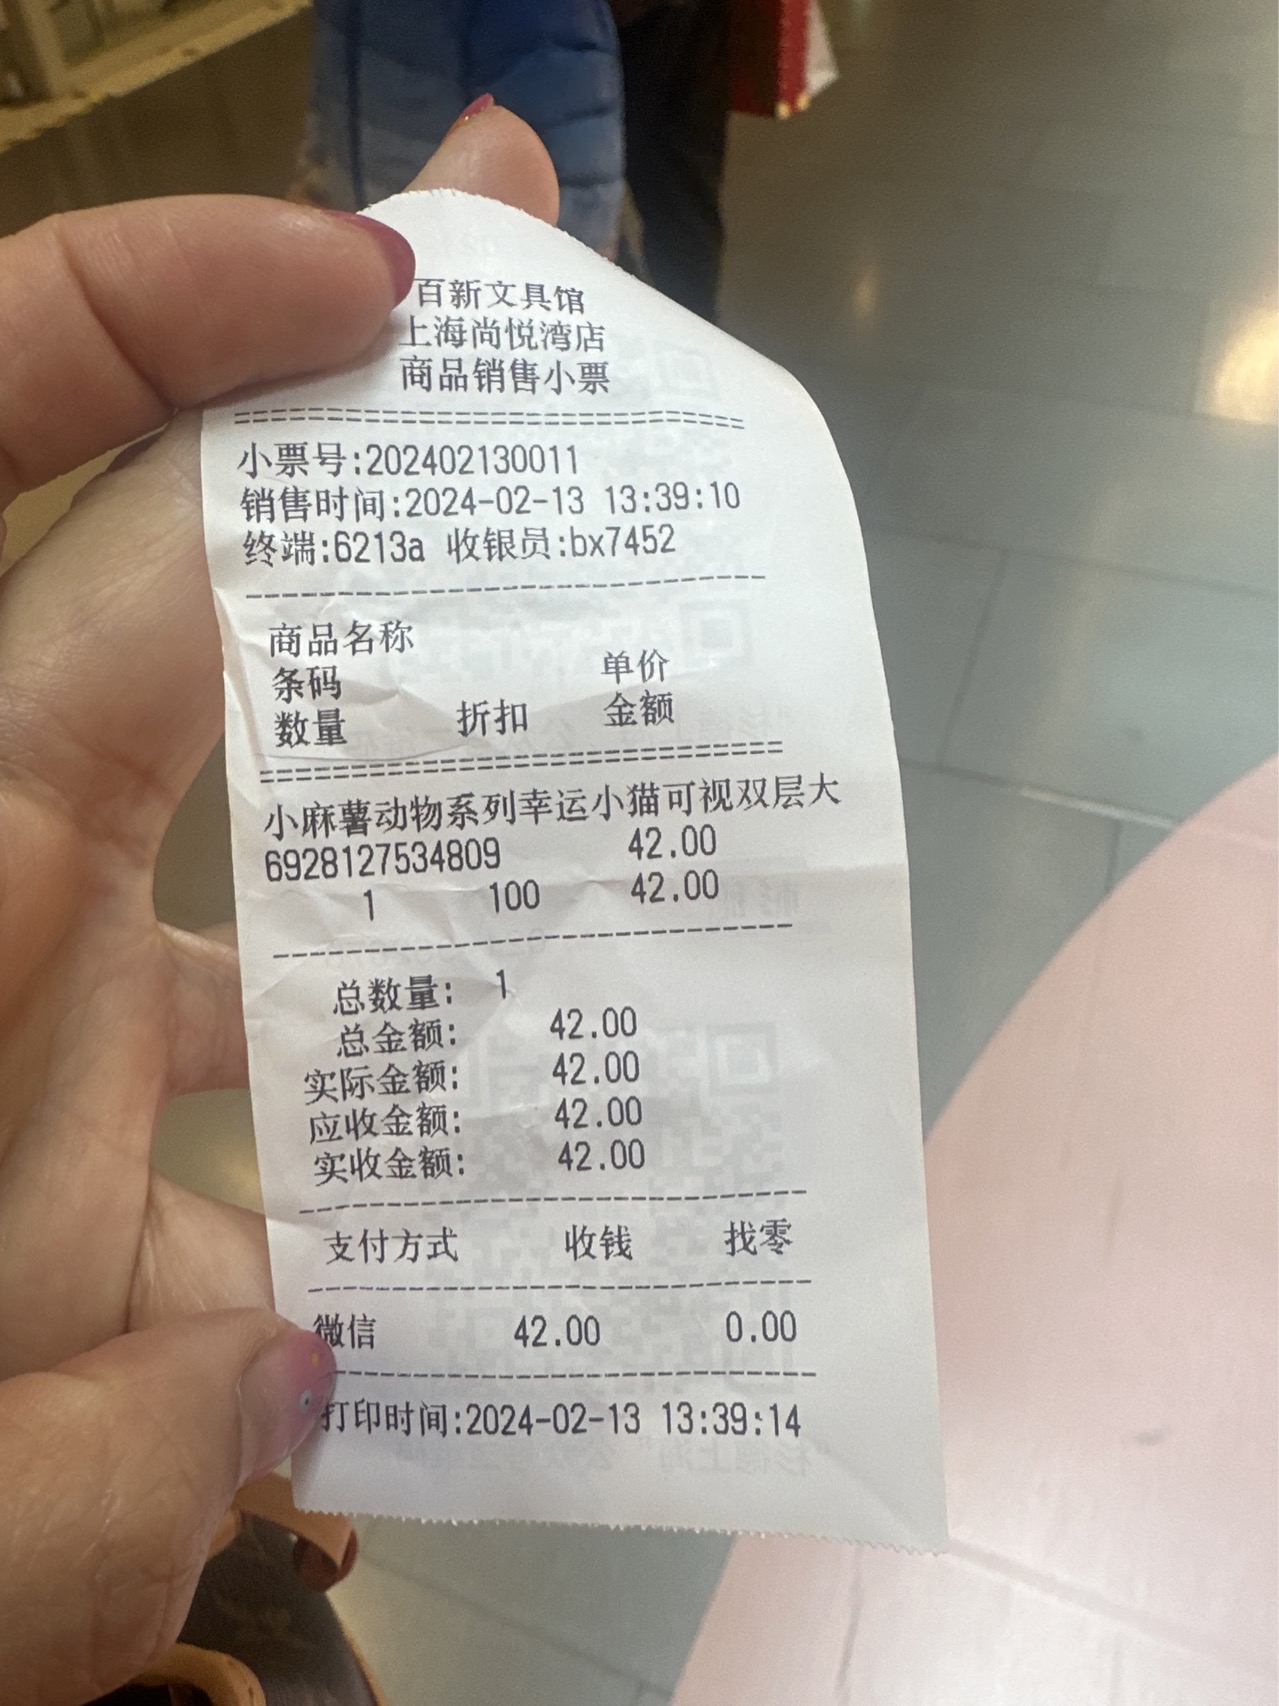 百新文具馆
上海尚悦湾店
商品销售小票
==============================
小票号:202402130011
销售时间:2024-02-13 13:39:10
终端:6213a 收银员:bx7452
------------------------------
商品名称
条码 单价
数量 折扣 金额
==============================
小麻薯动物系列幸运小猫可视双层大
6928127534809 42.00
1 100 42.00
------------------------------
总数量: 1
总金额: 42.00
实际金额: 42.00
应收金额: 42.00
实收金额: 42.00
------------------------------
支付方式 收钱 找零
------------------------------
微信 42.00 0.00
------------------------------
打印时间:2024-02-13 13:39:14